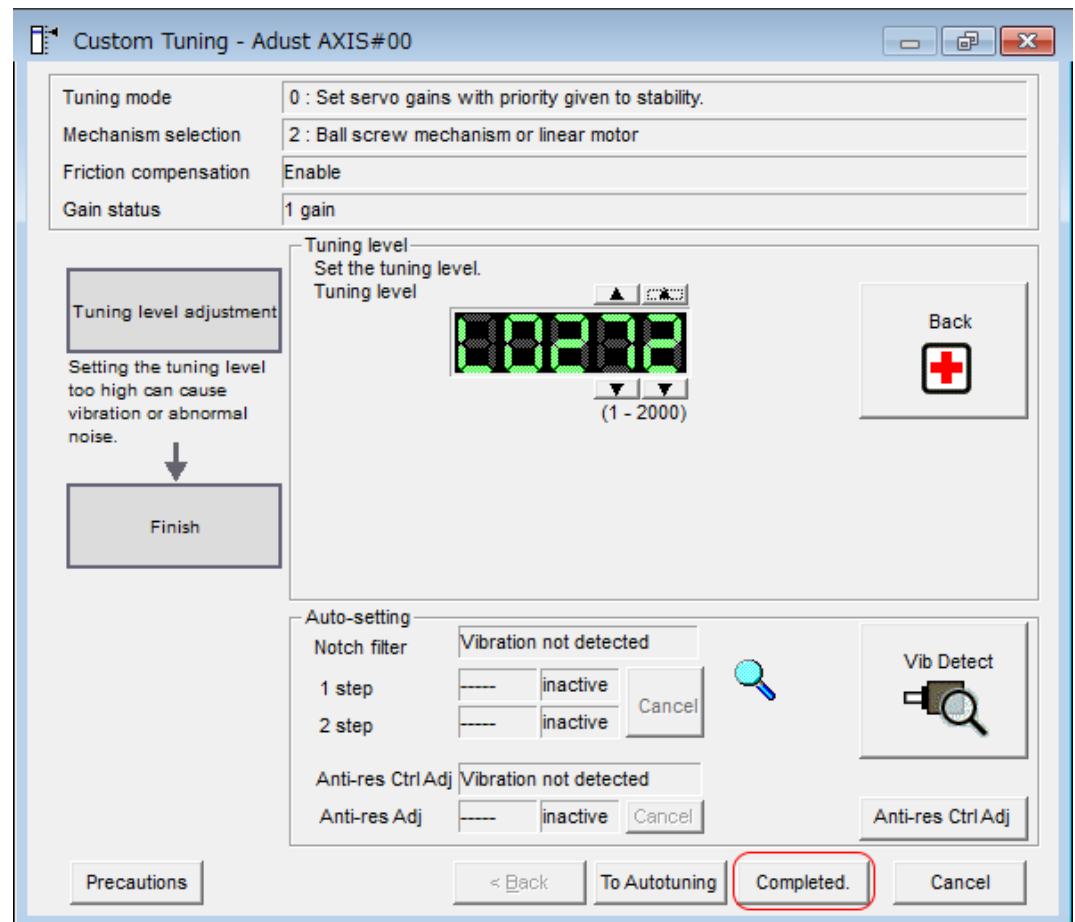 Custom Tuning - Adust AXIS#00
Tuning mode
0 : Set servo gains with priority given to stability.
Mechanism selection
2 : Ball screw mechanism or linear motor
Friction compensation
Enable
Gain status
1 gain
Tuning level adjustment
Setting the tuning level
too high can cause
vibration or abnormal
noise.
Finish
Tuning level
Set the tuning level.
Tuning level
L0272
(1 - 2000)
Back
Auto-setting
Notch filter
Vibration not detected
1 step
-----
inactive
2 step
-----
inactive
Cancel
Vib Detect
Anti-res Ctrl Adj
Vibration not detected
Anti-res Adj
-----
inactive
Cancel
Anti-res Ctrl Adj
Precautions
< Back
To Autotuning
Completed.
Cancel